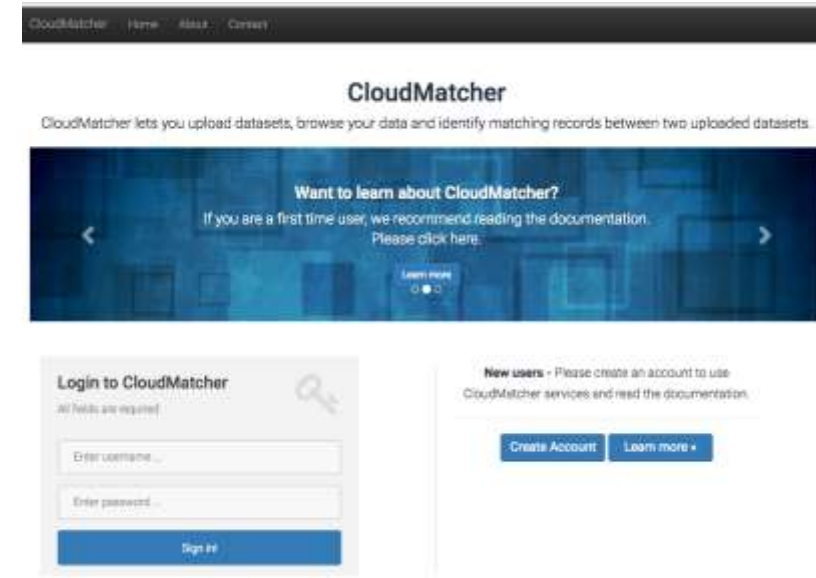 CloudMatcher Home About Contact
CloudMatcher
CloudMatcher lets you upload datasets, browse your data and identify matching records between two uploaded datasets.
Want to learn about CloudMatcher?
If you are a first time user, we recommend reading the documentation.
Please click here.
Learn more
Login to CloudMatcher
All fields are required
Enter username...
Enter password...
Sign in!
New users - Please create an account to use
CloudMatcher services and read the documentation.
Create Account Learn more »